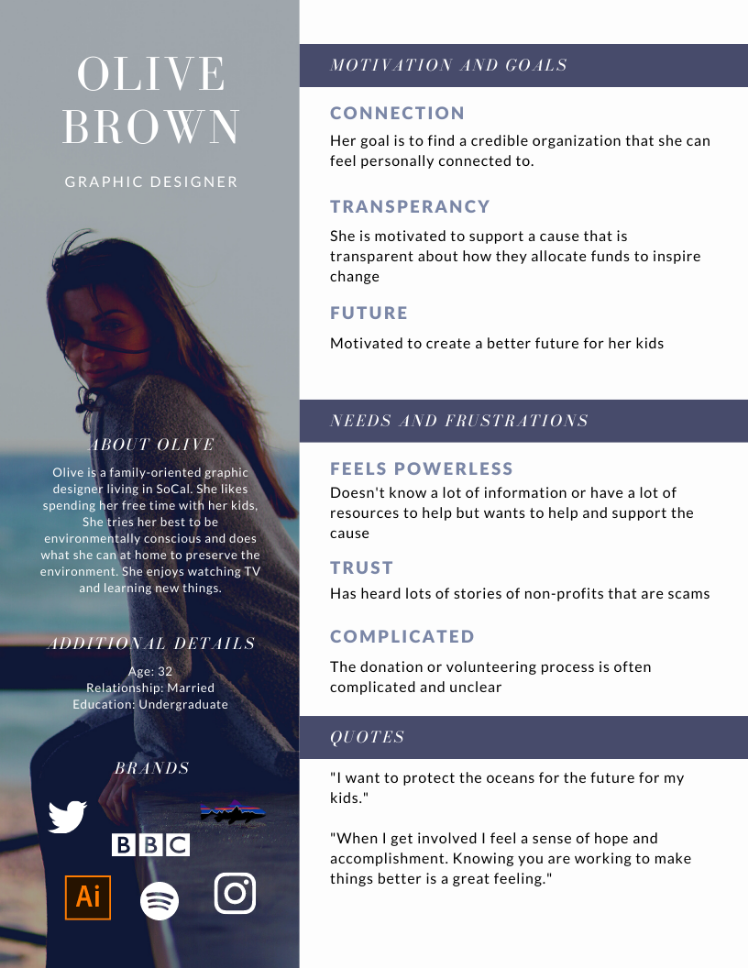 OLIVE
BROWN
GRAPHIC DESIGNER
ABOUT OLIVE
Olive is a family-oriented graphic
designer living in SoCal. She likes
spending her free time with her kids,
She tries her best to be
environmentally conscious and does
what she can at home to preserve the
environment. She enjoys watching TV
and learning new things.
ADDITIONAL DETAILS
Age: 32
Relationship: Married
Education: Undergraduate
BRANDS
BBC
Ai
MOTIVATION AND GOALS
CONNECTION
Her goal is to find a credible organization that she can
feel personally connected to.
TRANSPERANCY
She is motivated to support a cause that is
transparent about how they allocate funds to inspire
change
FUTURE
Motivated to create a better future for her kids
NEEDS AND FRUSTRATIONS
FEELS POWERLESS
Doesn't know a lot of information or have a lot of
resources to help but wants to help and support the
cause
TRUST
Has heard lots of stories of non-profits that are scams
COMPLICATED
The donation or volunteering process is often
complicated and unclear
QUOTES
"I want to protect the oceans for the future for my
kids."
"When I get involved I feel a sense of hope and
accomplishment. Knowing you are working to make
things better is a great feeling."